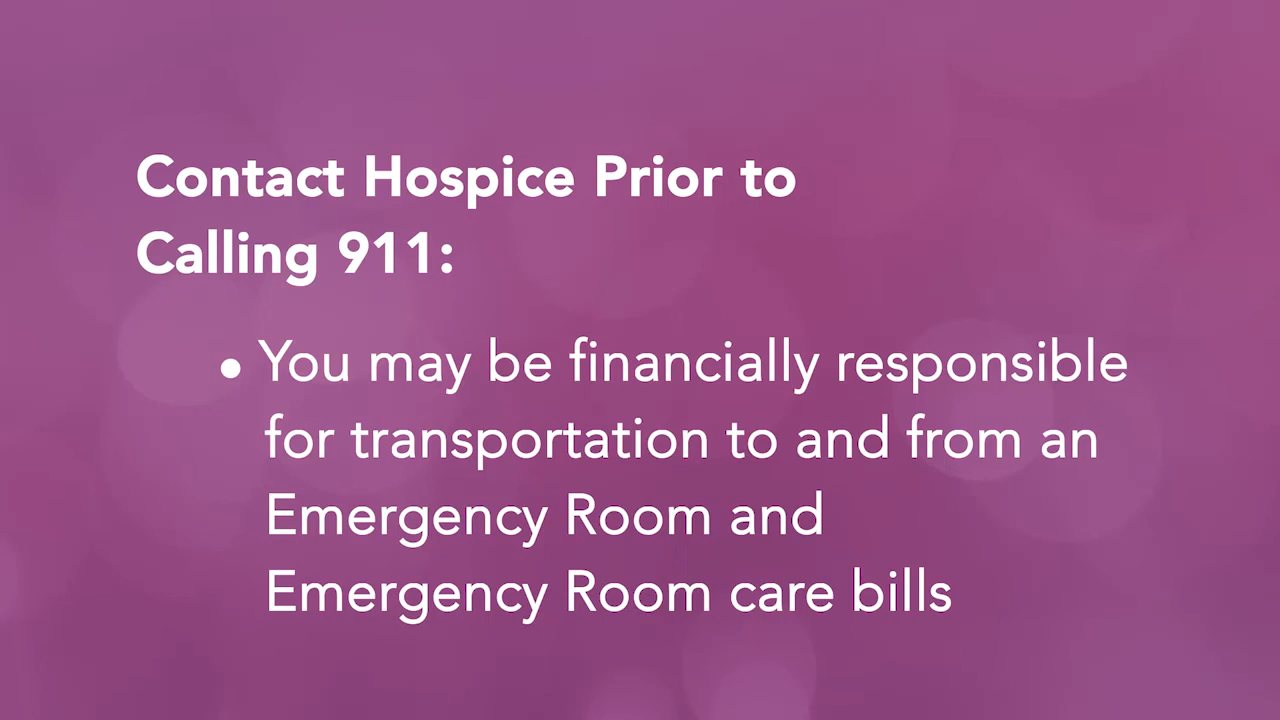 Contact Hospice Prior to
Calling 911:
• You may be financially responsible
for transportation to and from an
Emergency Room and
Emergency Room care bills